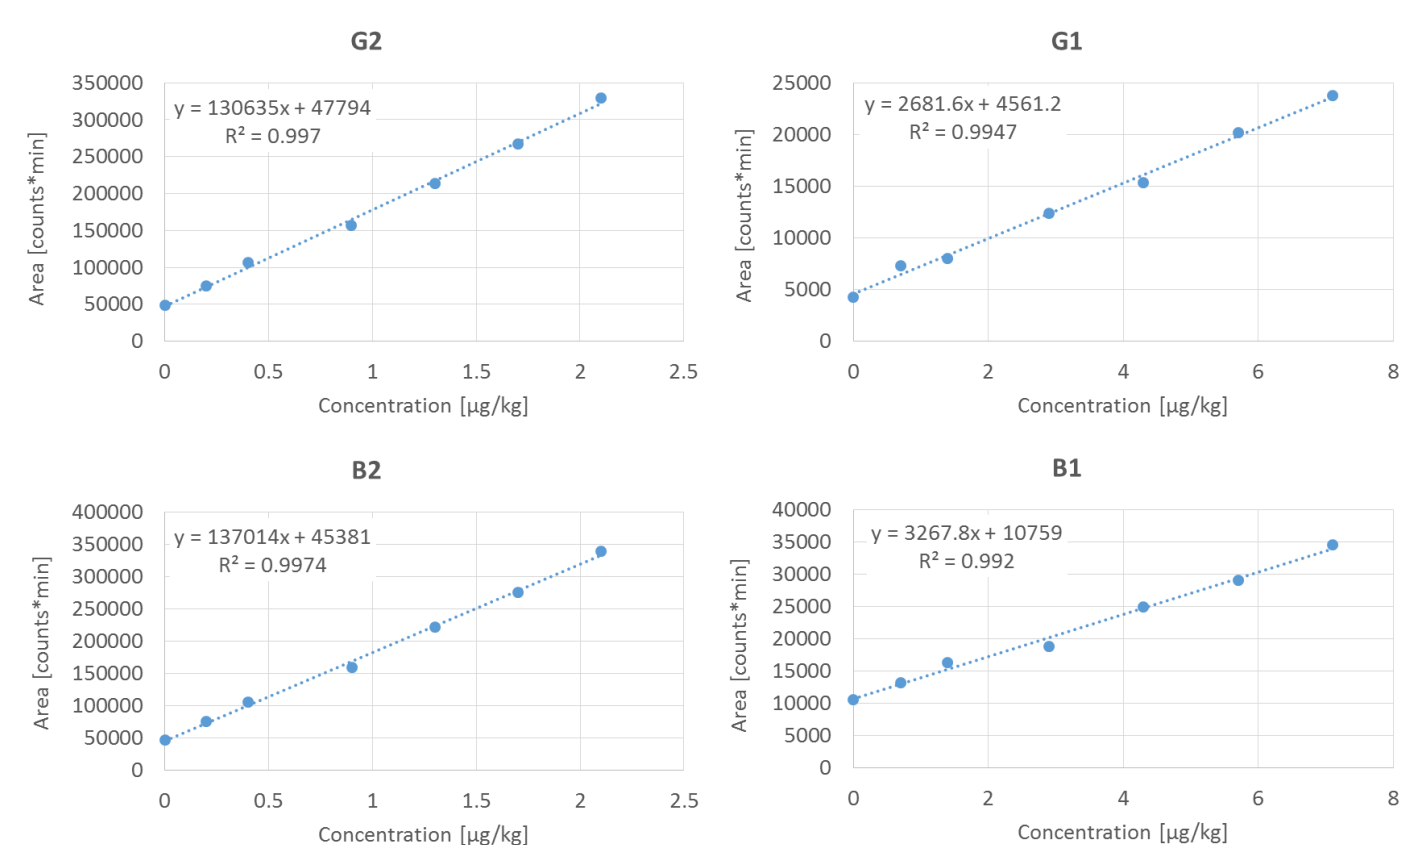 G2
350000
300000
250000
200000
150000
100000
50000
0
Area [counts*min]
y = 130635x + 47794
R² = 0.997
0 0.5 1 1.5 2 2.5
Concentration [µg/kg]
G1
25000
20000
15000
10000
5000
0
Area [counts*min]
y = 2681.6x + 4561.2
R² = 0.9947
0 2 4 6 8
Concentration [µg/kg]
B2
400000
350000
300000
250000
200000
150000
100000
50000
0
Area [counts*min]
y = 137014x + 45381
R² = 0.9974
0 0.5 1 1.5 2 2.5
Concentration [µg/kg]
B1
40000
35000
30000
25000
20000
15000
10000
5000
0
Area [counts*min]
y = 3267.8x + 10759
R² = 0.992
0 2 4 6 8
Concentration [µg/kg]